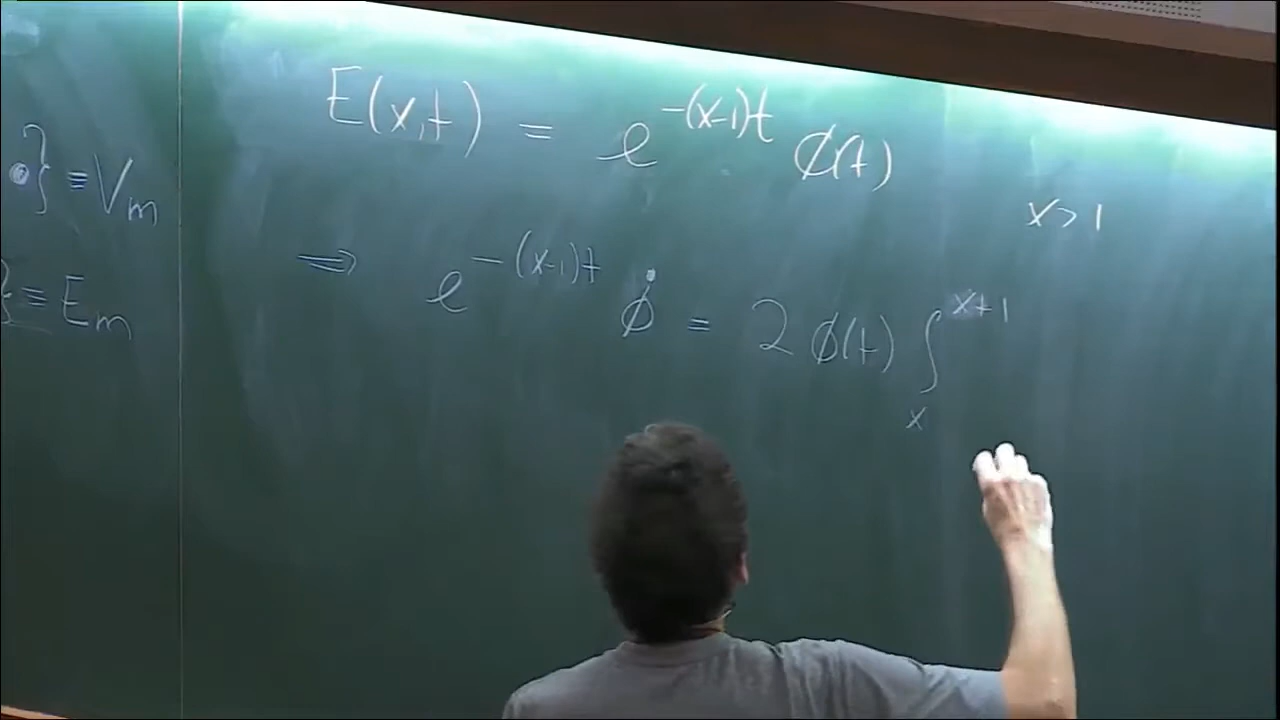 E(x,t) = e^{-(x-1)t} ϕ(t)
x > 1
} ≡ V_m
⇒ e^{-(x-1)t} ϕ̇ = 2 ϕ(t) ∫_x^{x+1}
} ≡ E_m